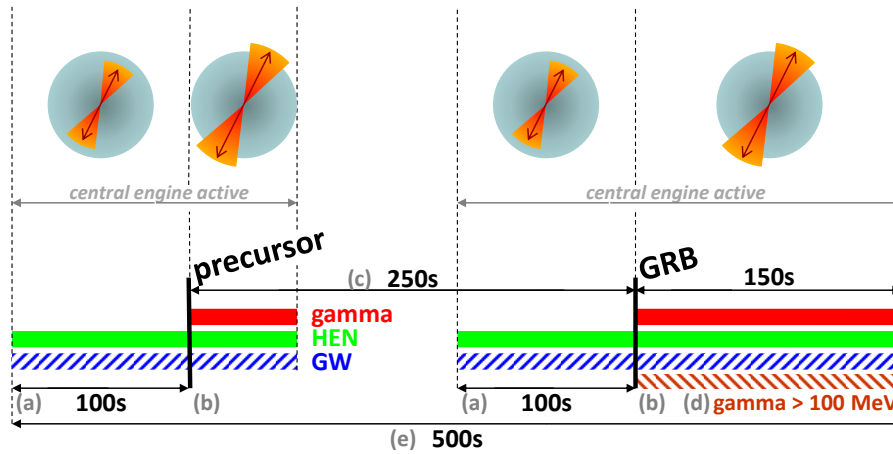 central engine active
central engine active
precursor
GRB
(c) 250s
150s
gamma
HEN
GW
(a) 100s
(b)
(a) 100s
(b) (d) gamma > 100 MeV
(e) 500s